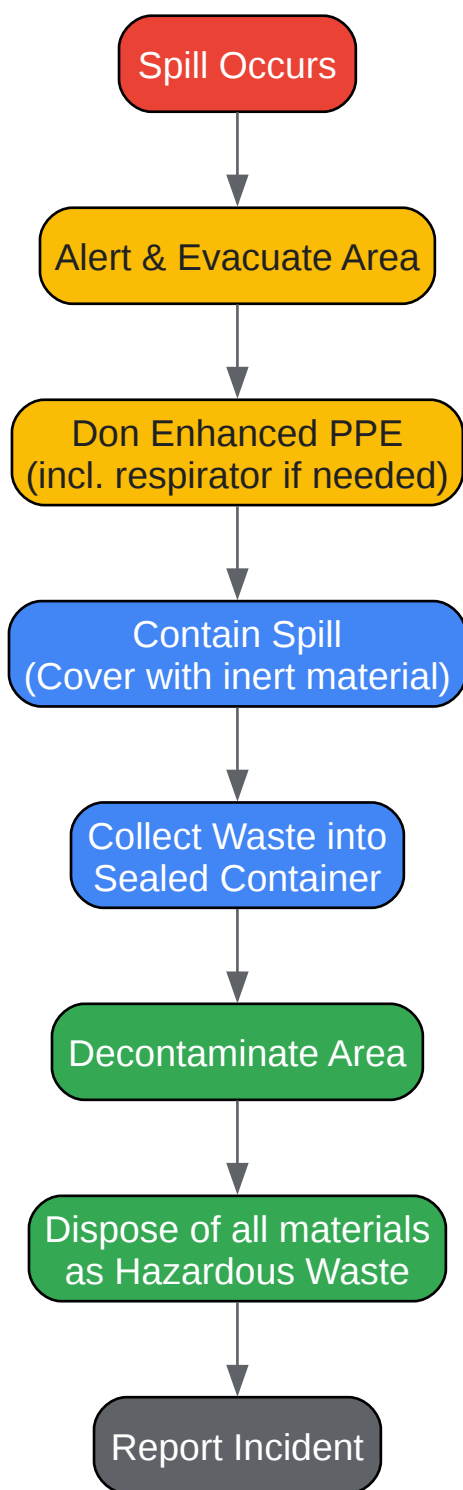 Spill Occurs
Alert & Evacuate Area
Don Enhanced PPE
(incl. respirator if needed)
Contain Spill
(Cover with inert material)
Collect Waste into
Sealed Container
Decontaminate Area
Dispose of all materials
as Hazardous Waste
Report Incident